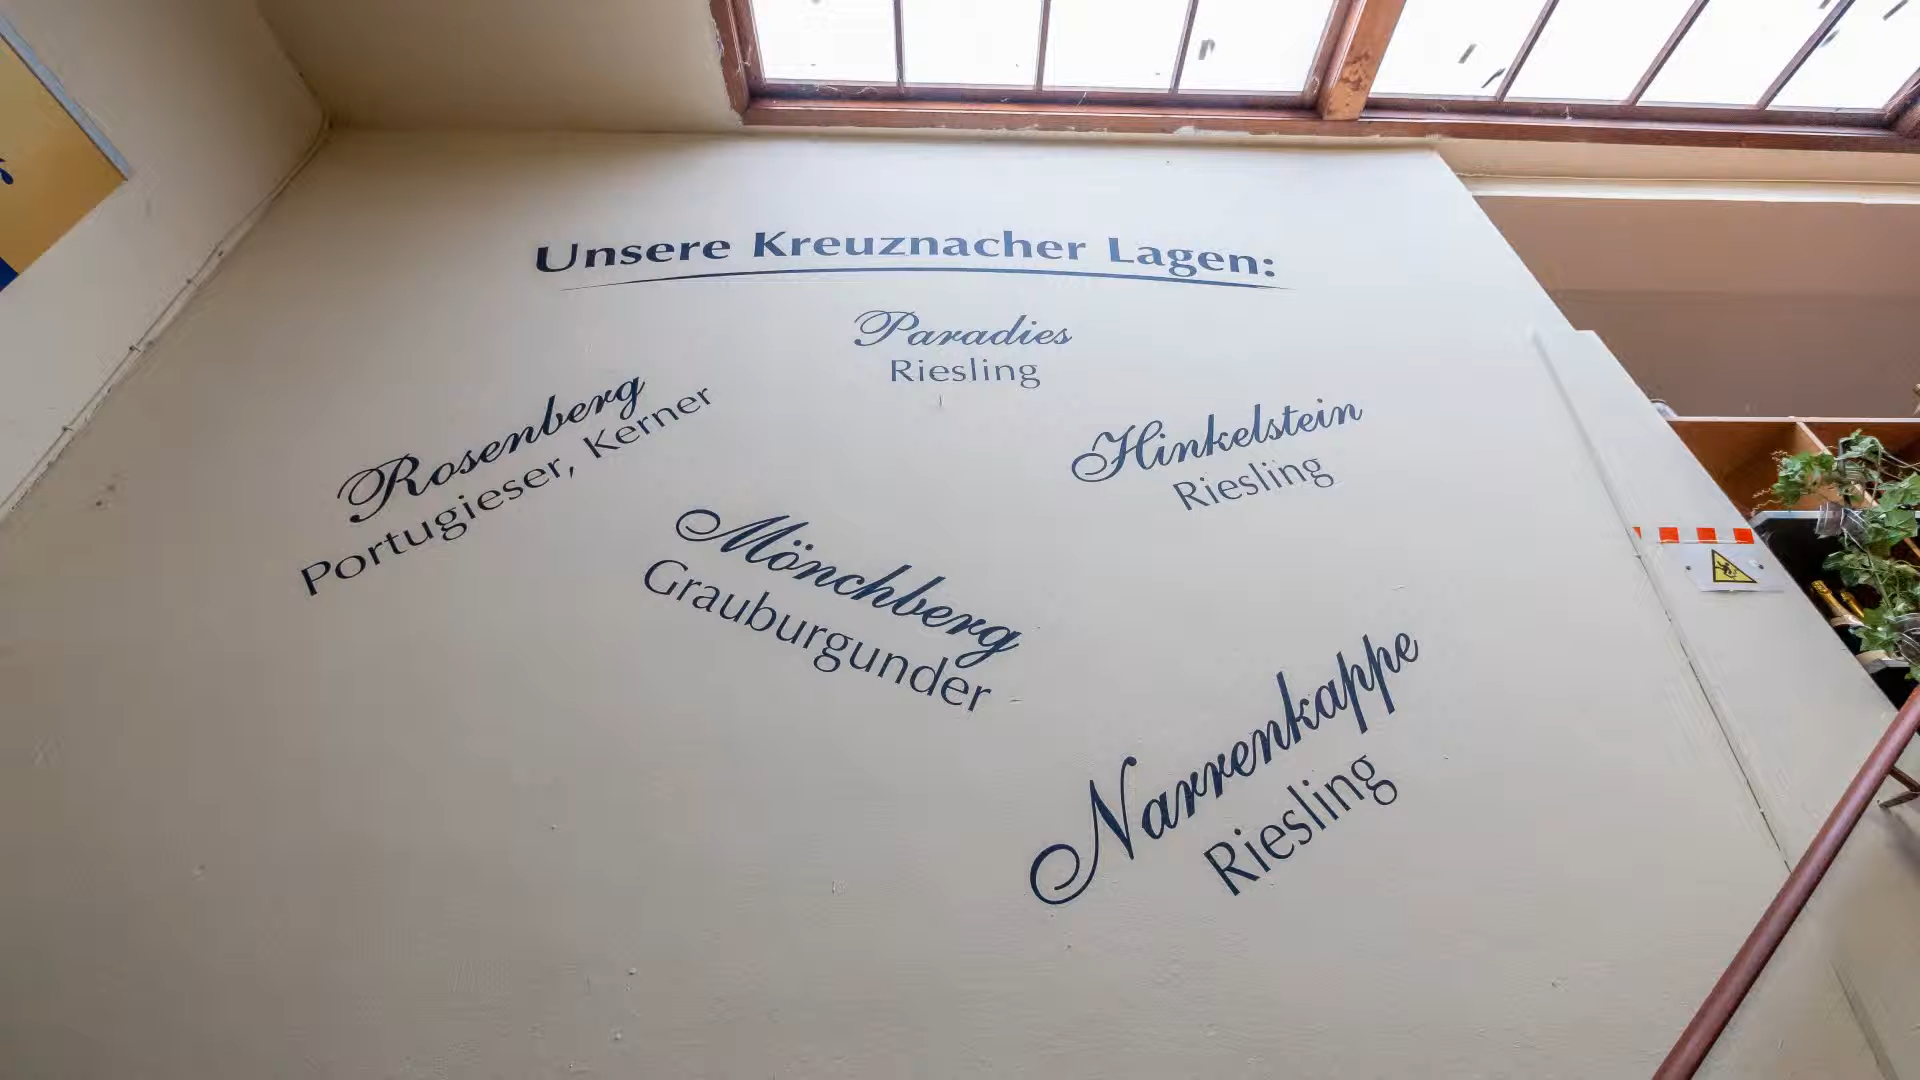 Unsere Kreuznacher Lagen:
Paradies
Riesling
Rosenberg
Portugieser, Kerner
Hinkelstein
Riesling
Mönchberg
Grauburgunder
Narrenkappe
Riesling